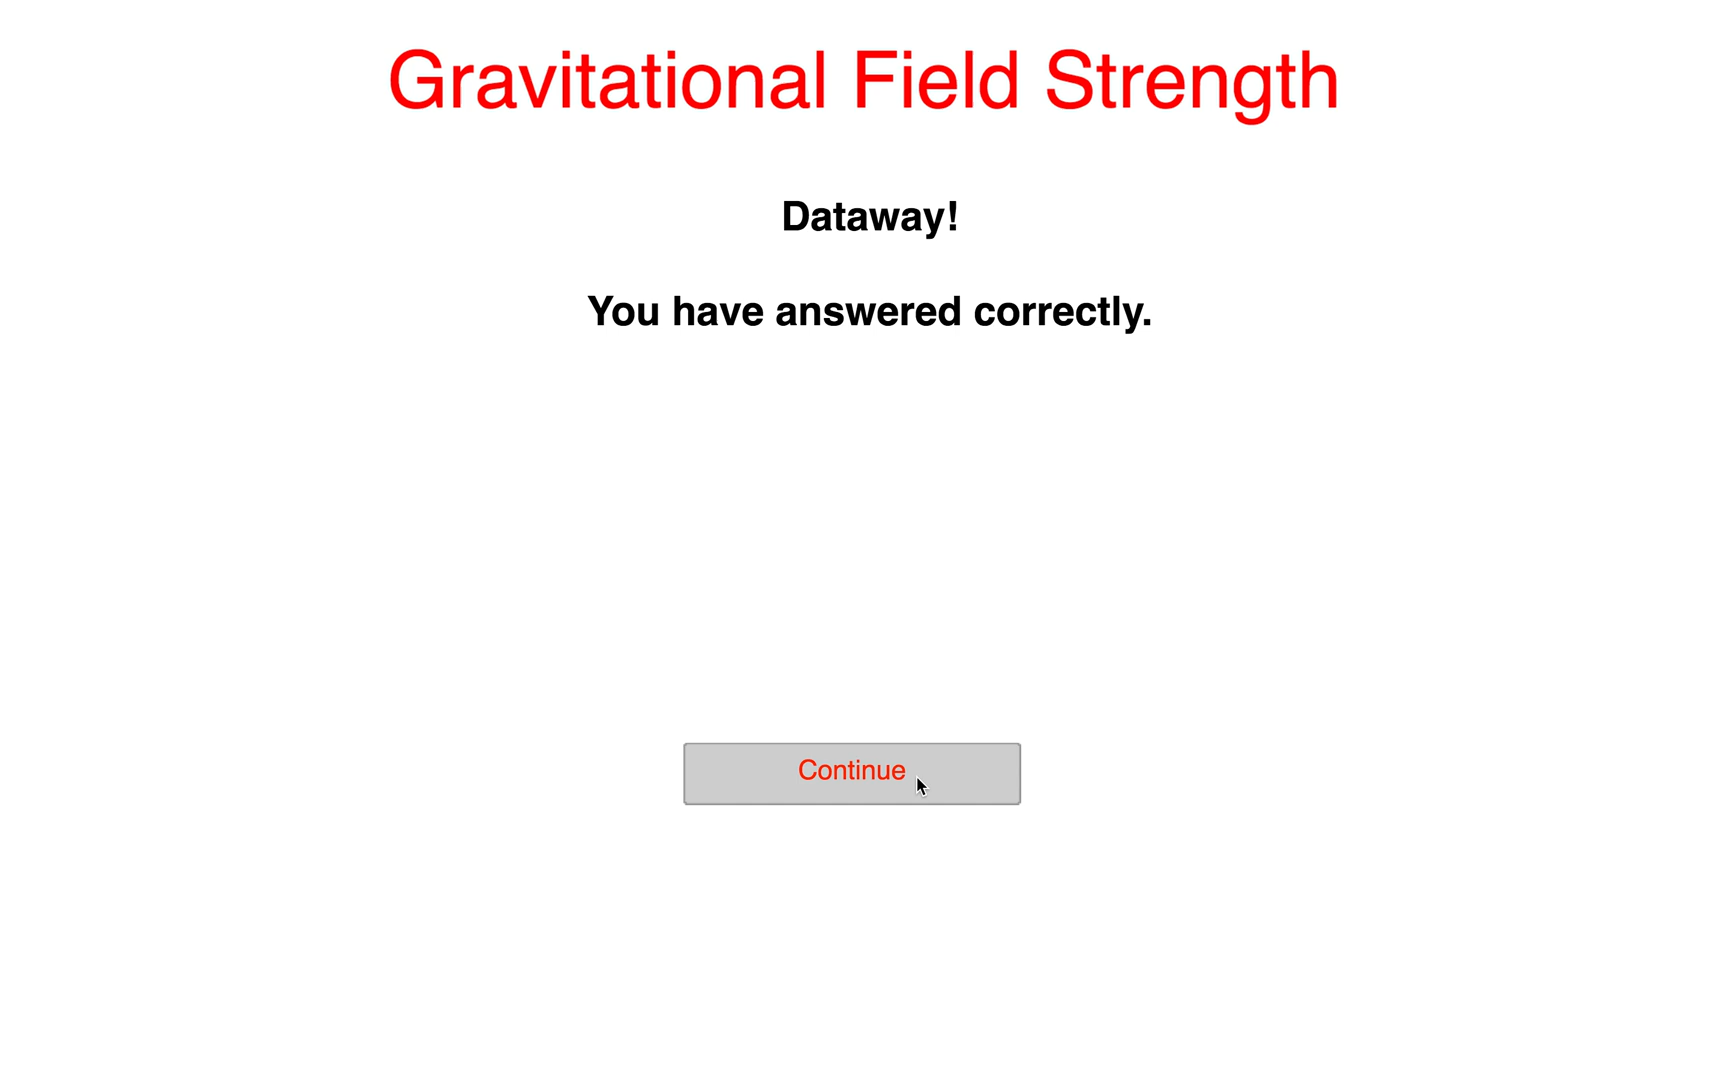 Gravitational Field Strength
Dataway!
You have answered correctly.
Continue